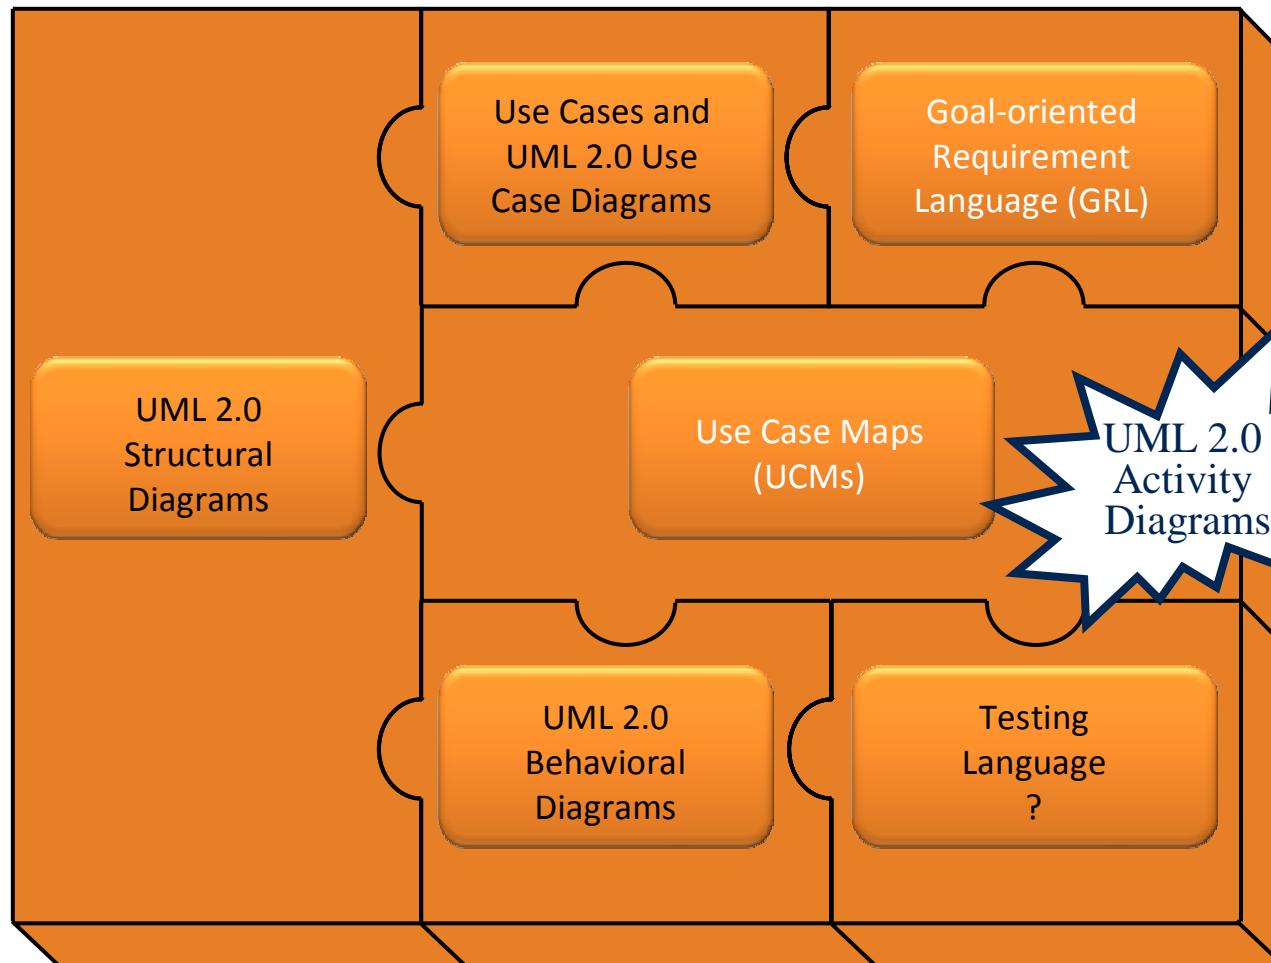 Use Cases and
UML 2.0 Use
Case Diagrams
Goal-oriented
Requirement
Language (GRL)
UML 2.0
Structural
Diagrams
Use Case Maps
(UCMs)
UML 2.0
Activity
Diagrams
UML 2.0
Behavioral
Diagrams
Testing
Language
?